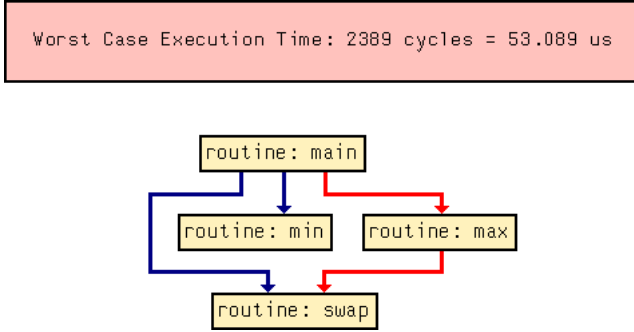 Worst Case Execution Time: 2389 cycles = 53.089 us
routine: main
routine: min
routine: max
routine: swap